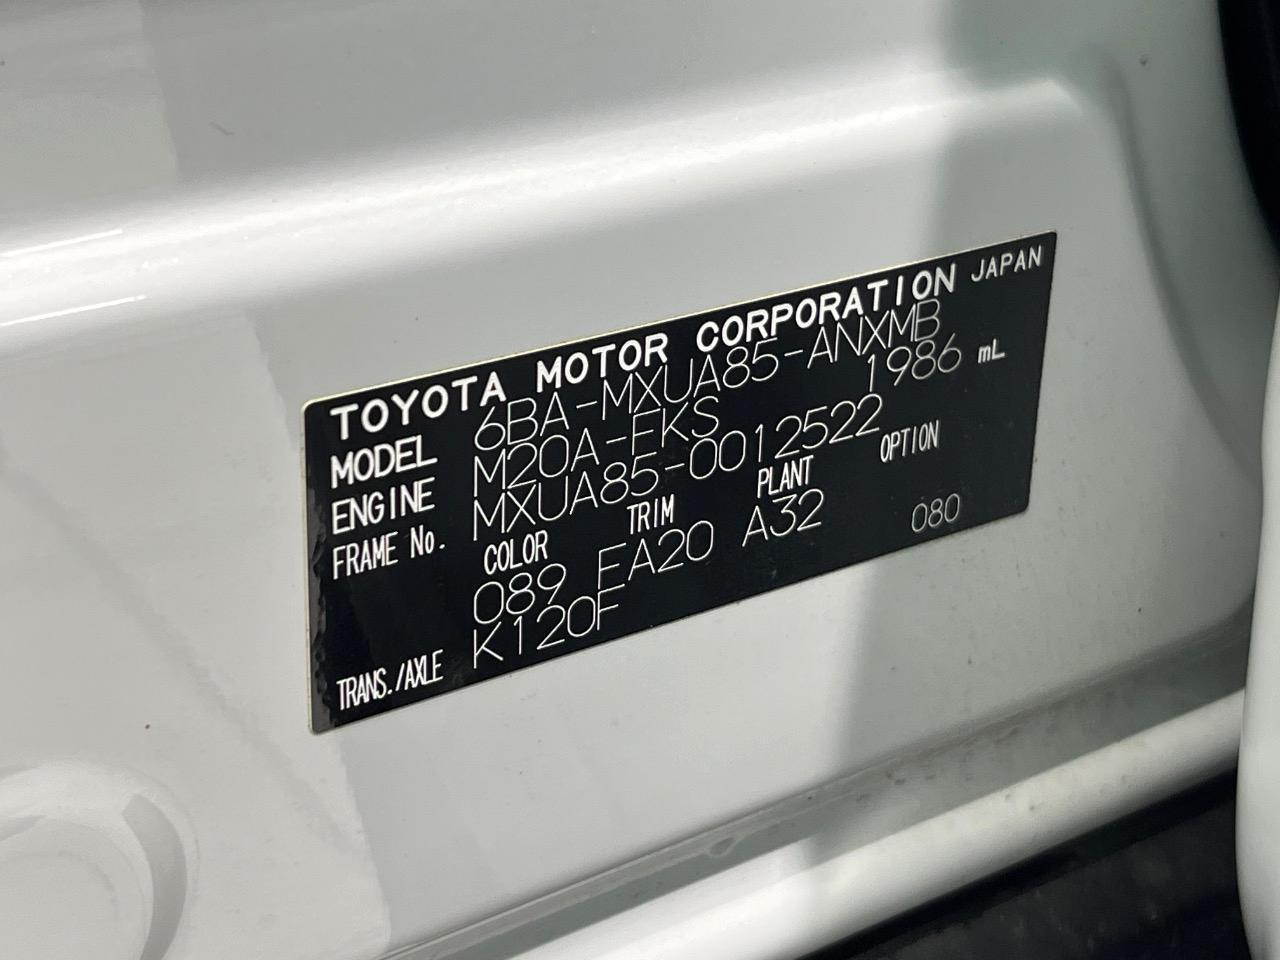 TOYOTA MOTOR CORPORATION JAPAN
MODEL 6BA-MXUA85-ANXMB
ENGINE M20A-FKS 1986 mL
FRAME No. MXUA85-0012522
COLOR TRIM PLANT OPTION
089 FA20 A32 080
TRANS./AXLE K120F